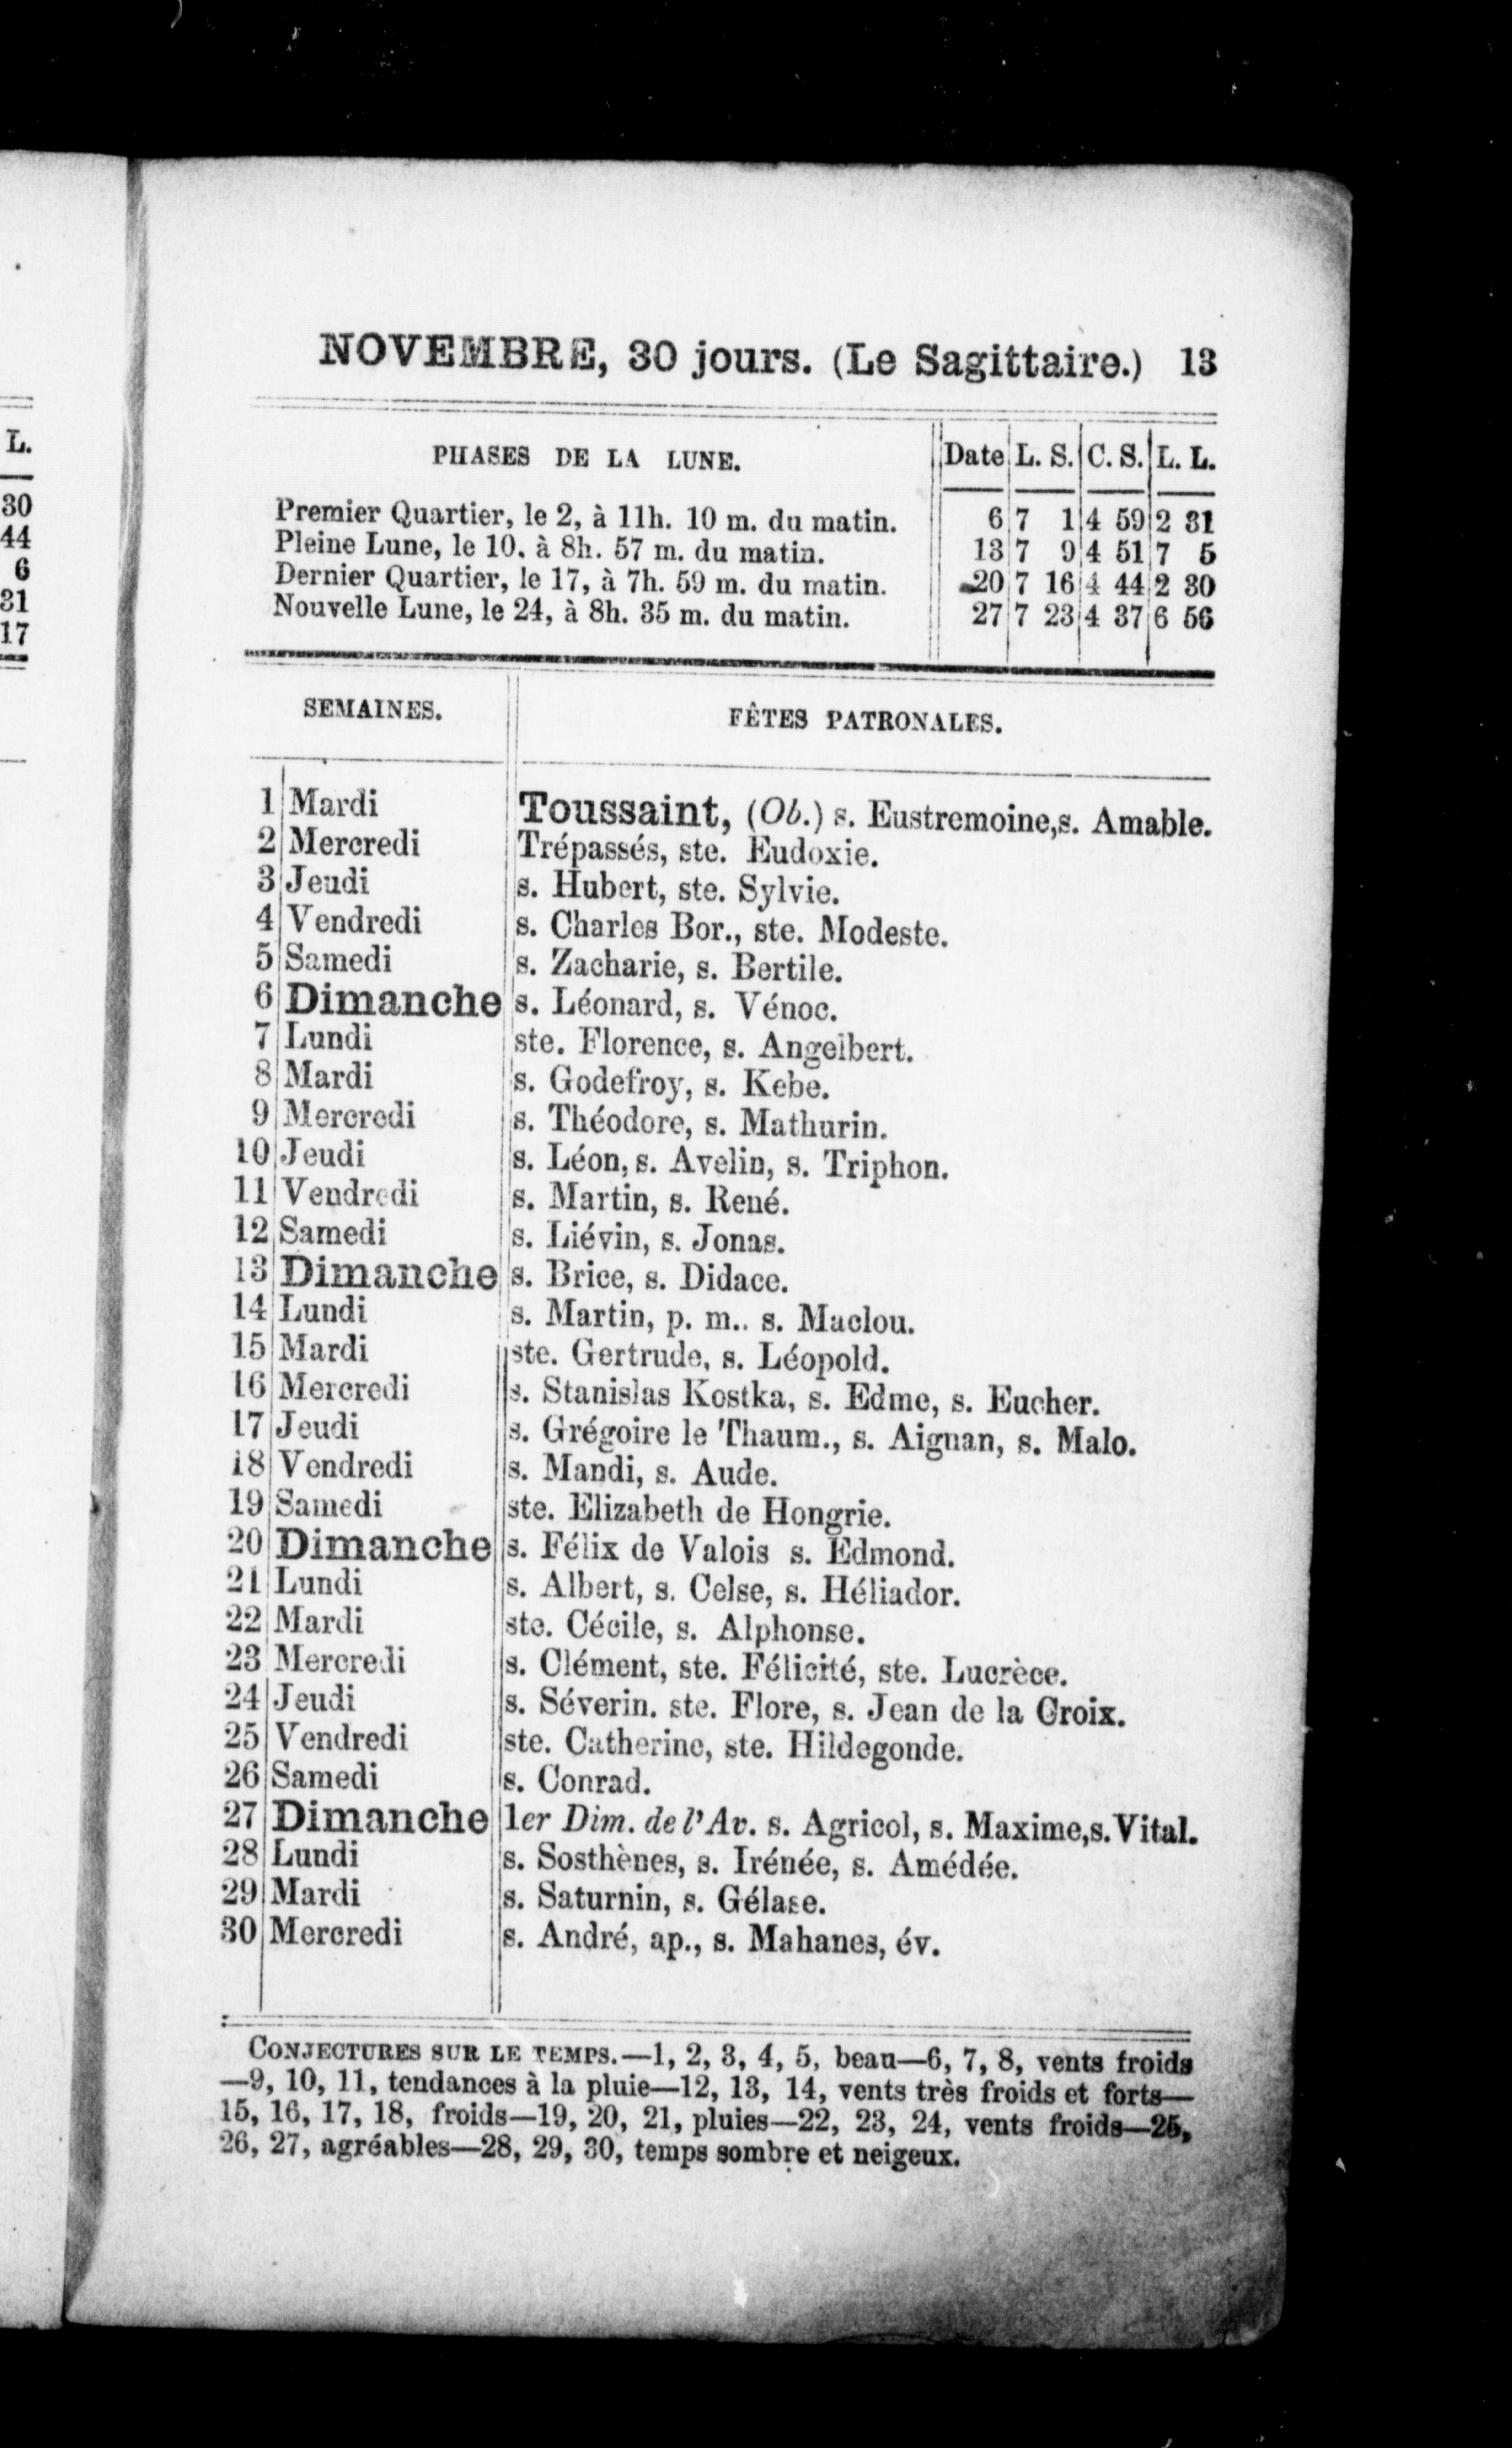 L.
30
44
6
31
17
NOVEMBRE, 30 jours. (Le Sagittaire.) 13
PHASES DE LA LUNE. Date L. S. C. S. L. L.
Premier Quartier, le 2, à 11h. 10 m. du matin. 6 7 1 4 59 2 31
Pleine Lune, le 10. à 8h. 57 m. du matin. 13 7 9 4 51 7 5
Dernier Quartier, le 17, à 7h. 59 m. du matin. 20 7 16 4 44 2 30
Nouvelle Lune, le 24, à 8h. 35 m. du matin. 27 7 23 4 37 6 56
SEMAINES. FÊTES PATRONALES.
1 Mardi Toussaint, (Ob.) s. Eustremoine,s. Amable.
2 Mercredi Trépassés, ste. Eudoxie.
3 Jeudi s. Hubert, ste. Sylvie.
4 Vendredi s. Charles Bor., ste. Modeste.
5 Samedi s. Zacharie, s. Bertile.
6 Dimanche s. Léonard, s. Vénoc.
7 Lundi ste. Florence, s. Angelbert.
8 Mardi s. Godefroy, s. Kebe.
9 Mercredi s. Théodore, s. Mathurin.
10 Jeudi s. Léon, s. Avelin, s. Triphon.
11 Vendredi s. Martin, s. René.
12 Samedi s. Liévin, s. Jonas.
13 Dimanche s. Brice, s. Didace.
14 Lundi s. Martin, p. m.. s. Maclou.
15 Mardi ste. Gertrude, s. Léopold.
16 Mercredi s. Stanislas Kostka, s. Edme, s. Eucher.
17 Jeudi s. Grégoire le Thaum., s. Aignan, s. Malo.
18 Vendredi s. Mandi, s. Aude.
19 Samedi ste. Elizabeth de Hongrie.
20 Dimanche s. Félix de Valois s. Edmond.
21 Lundi s. Albert, s. Celse, s. Héliador.
22 Mardi ste. Cécile, s. Alphonse.
23 Mercredi s. Clément, ste. Félicité, ste. Lucrèce.
24 Jeudi s. Séverin. ste. Flore, s. Jean de la Croix.
25 Vendredi ste. Catherine, ste. Hildegonde.
26 Samedi s. Conrad.
27 Dimanche 1er Dim. de l'Av. s. Agricol, s. Maxime,s. Vital.
28 Lundi s. Sosthènes, s. Irénée, s. Amédée.
29 Mardi s. Saturnin, s. Gélase.
30 Mercredi s. André, ap., s. Mahanes, év.
CONJECTURES SUR LE TEMPS.—1, 2, 3, 4, 5, beau—6, 7, 8, vents froids
—9, 10, 11, tendances à la pluie—12, 13, 14, vents très froids et forts—
15, 16, 17, 18, froids—19, 20, 21, pluies—22, 23, 24, vents froids—25,
26, 27, agréables—28, 29, 30, temps sombre et neigeux.